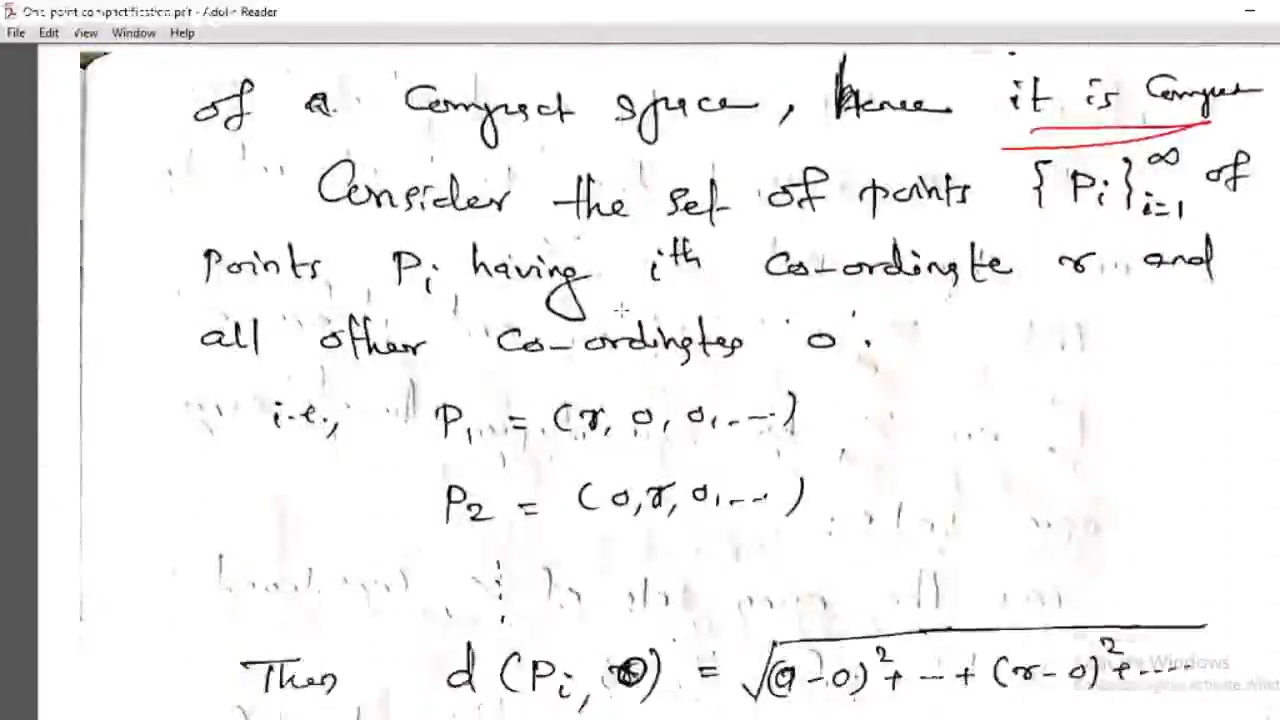 One point compactification.pdf - Adobe Reader
File Edit View Window Help
of a compact space, hence it is compact
Consider the set of points {Pi}∞i=1 of
points Pi having ith co-ordinate r and
all other co-ordinates 0.
i.e., P1 = (r, 0, 0, ...)
P2 = (0, r, 0, ...)
⋮
Then d(Pi, 0) = √(0-0)²+ ... + (r-0)²+ ...
Windows